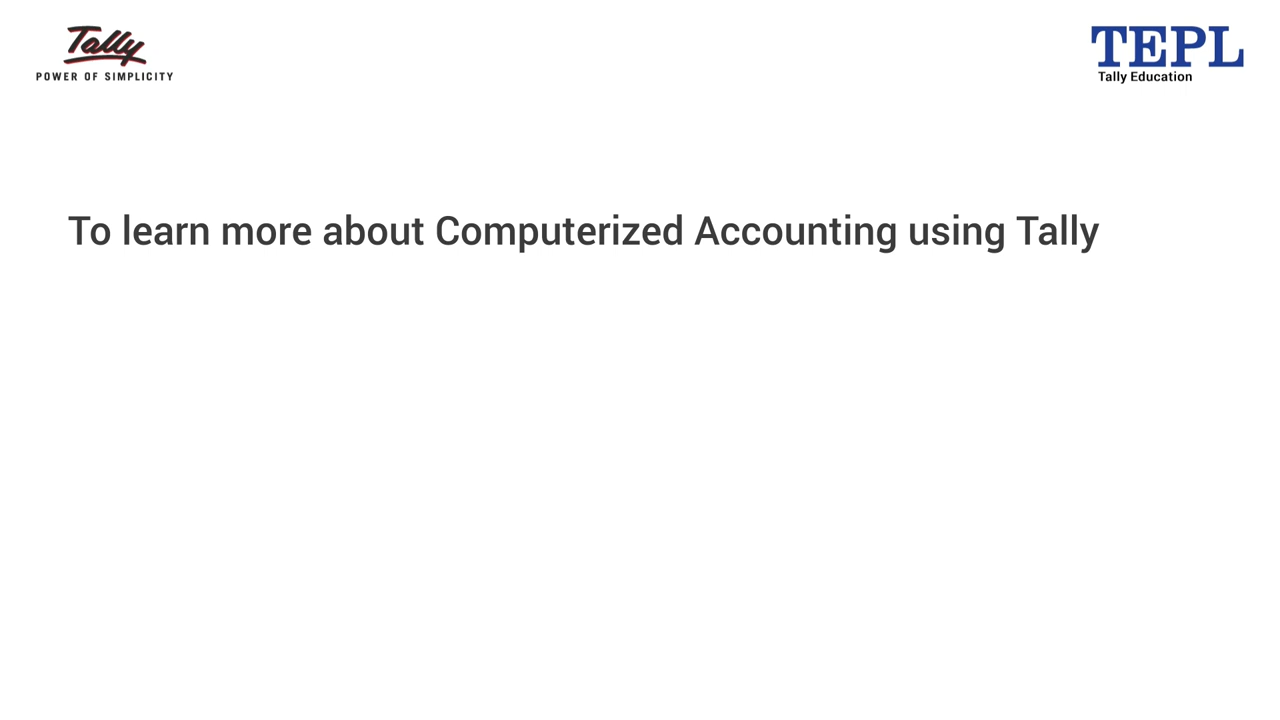 Tally
POWER OF SIMPLICITY
TEPL
Tally Education
To learn more about Computerized Accounting using Tally